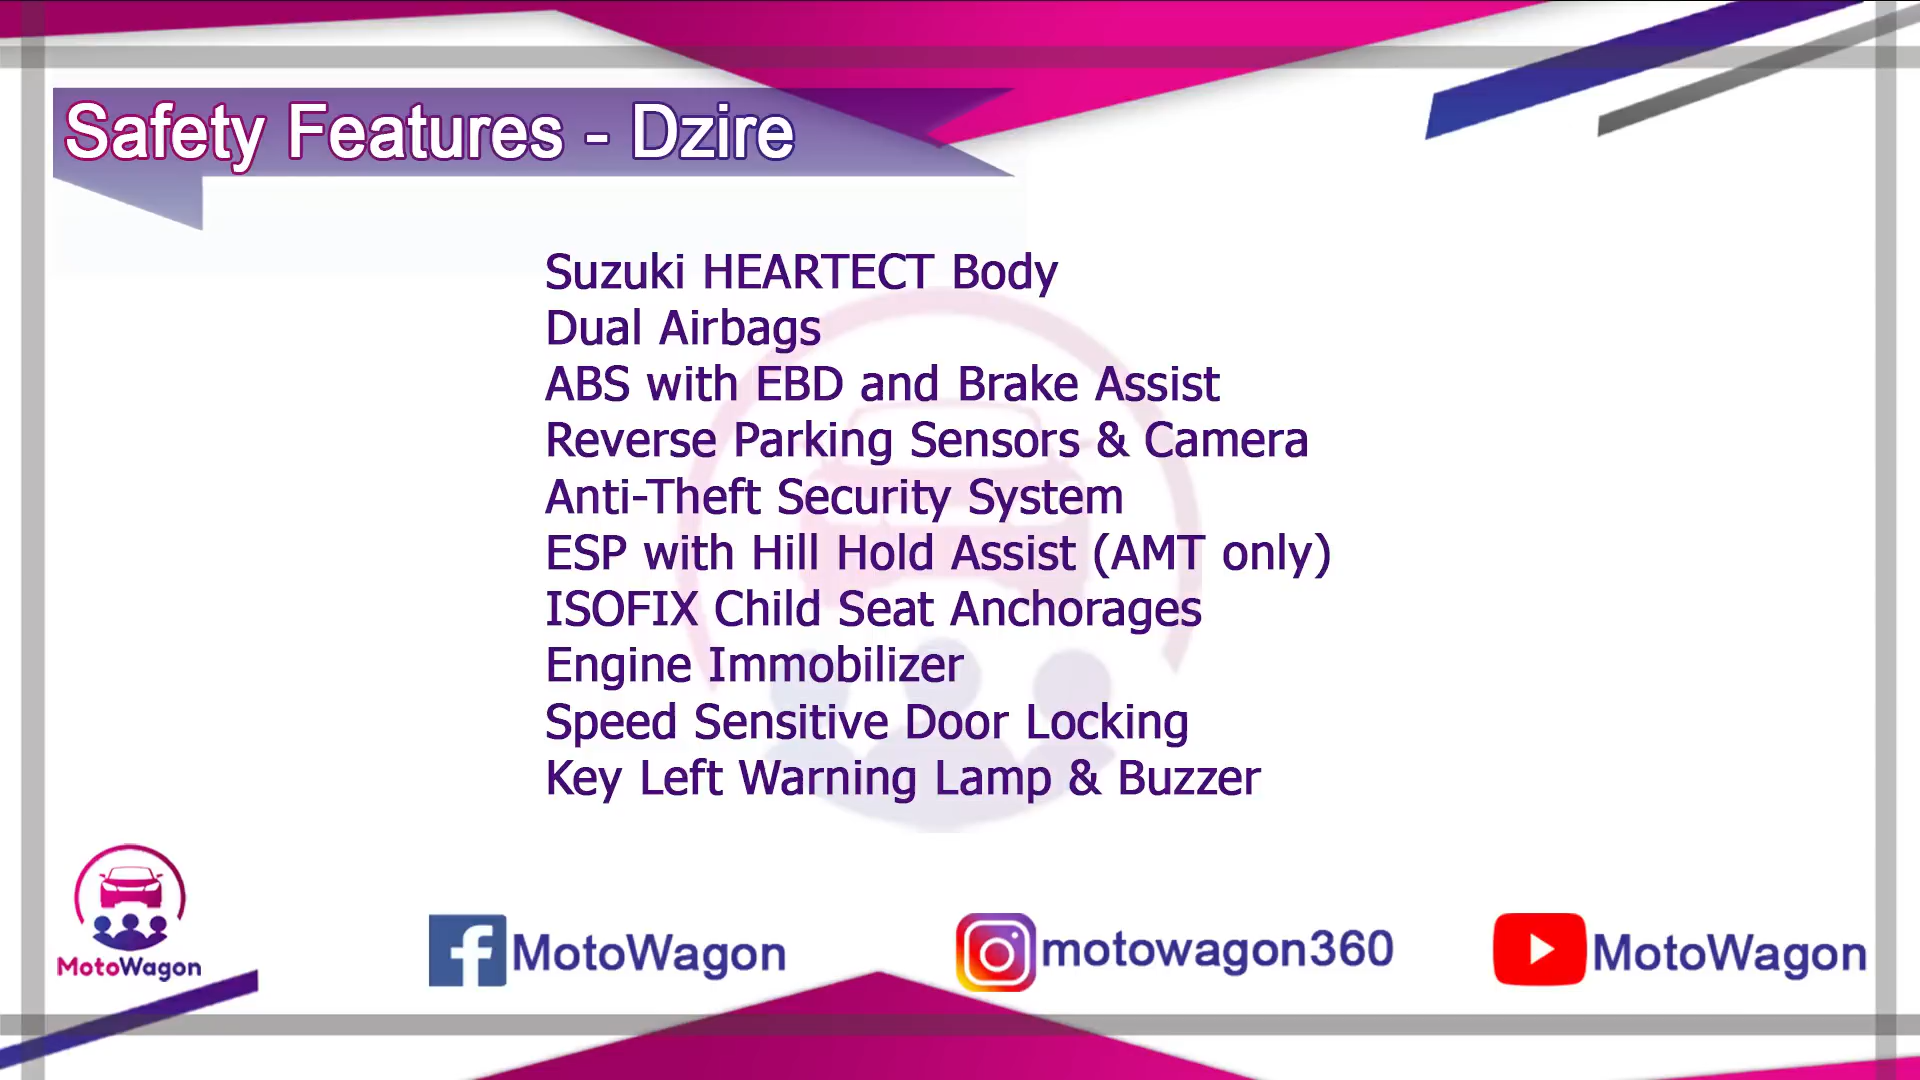 Safety Features - Dzire
Suzuki HEARTECT Body
Dual Airbags
ABS with EBD and Brake Assist
Reverse Parking Sensors & Camera
Anti-Theft Security System
ESP with Hill Hold Assist (AMT only)
ISOFIX Child Seat Anchorages
Engine Immobilizer
Speed Sensitive Door Locking
Key Left Warning Lamp & Buzzer
MotoWagon
MotoWagon
motowagon360
MotoWagon